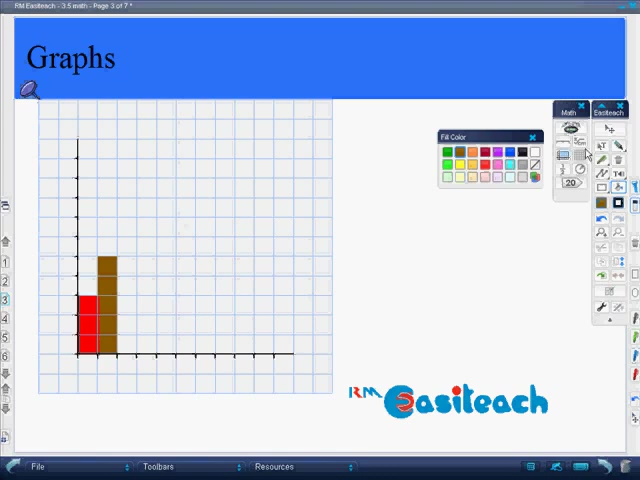 RM Easiteach - 3.5 math - Page 3 of 7 *
Graphs
Math
Easiteach
Fill Color
20
T
1
2
3
4
5
6
RM Easiteach
File
Toolbars
Resources